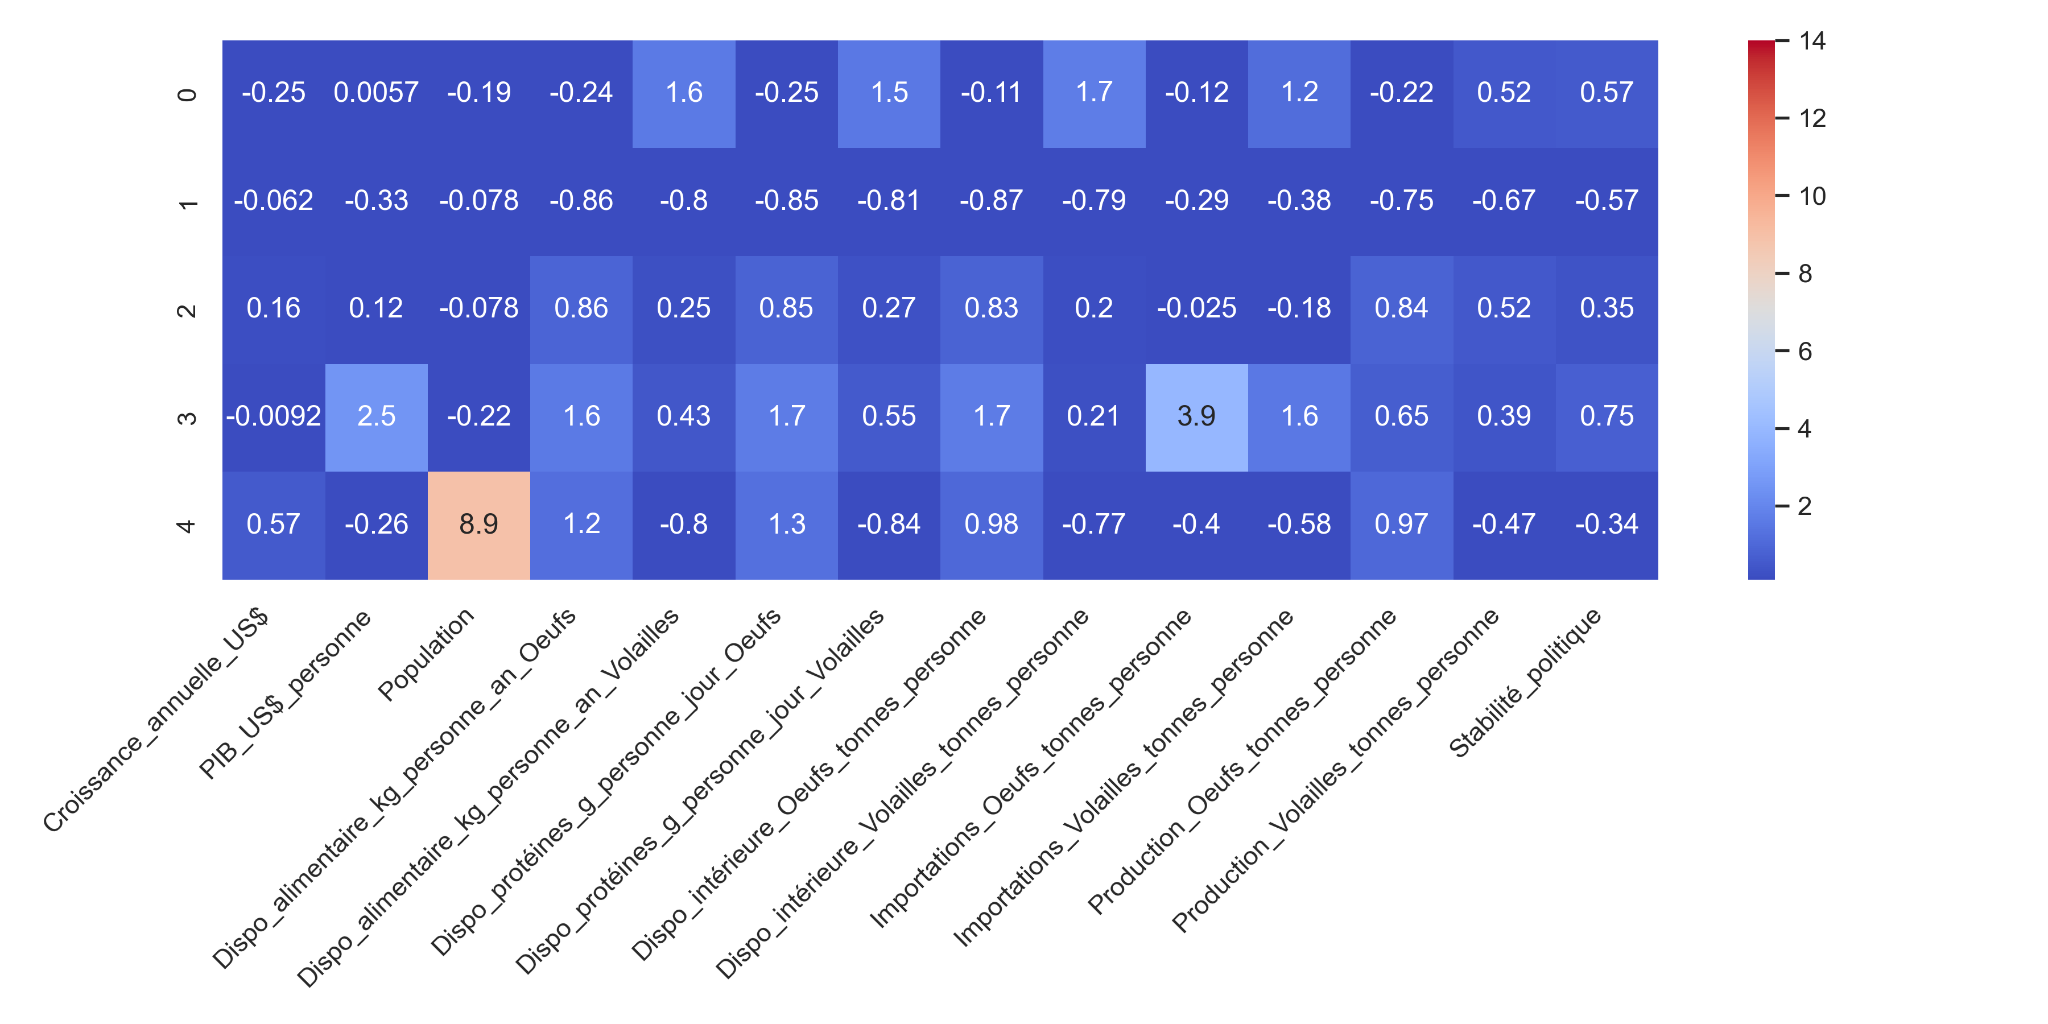 0 -0.25 0.0057 -0.19 -0.24 1.6 -0.25 1.5 -0.11 1.7 -0.12 1.2 -0.22 0.52 0.57
1 -0.062 -0.33 -0.078 -0.86 -0.8 -0.85 -0.81 -0.87 -0.79 -0.29 -0.38 -0.75 -0.67 -0.57
2 0.16 0.12 -0.078 0.86 0.25 0.85 0.27 0.83 0.2 -0.025 -0.18 0.84 0.52 0.35
3 -0.0092 2.5 -0.22 1.6 0.43 1.7 0.55 1.7 0.21 3.9 1.6 0.65 0.39 0.75
4 0.57 -0.26 8.9 1.2 -0.8 1.3 -0.84 0.98 -0.77 -0.4 -0.58 0.97 -0.47 -0.34
Croissance_annuelle_US$
PIB_US$_personne
Population
Dispo_alimentaire_kg_personne_an_Oeufs
Dispo_alimentaire_kg_personne_an_Volailles
Dispo_protéines_g_personne_jour_Oeufs
Dispo_protéines_g_personne_jour_Volailles
Dispo_intérieure_Oeufs_tonnes_personne
Dispo_intérieure_Volailles_tonnes_personne
Importations_Oeufs_tonnes_personne
Importations_Volailles_tonnes_personne
Production_Oeufs_tonnes_personne
Production_Volailles_tonnes_personne
Stabilité_politique
14
12
10
8
6
4
2